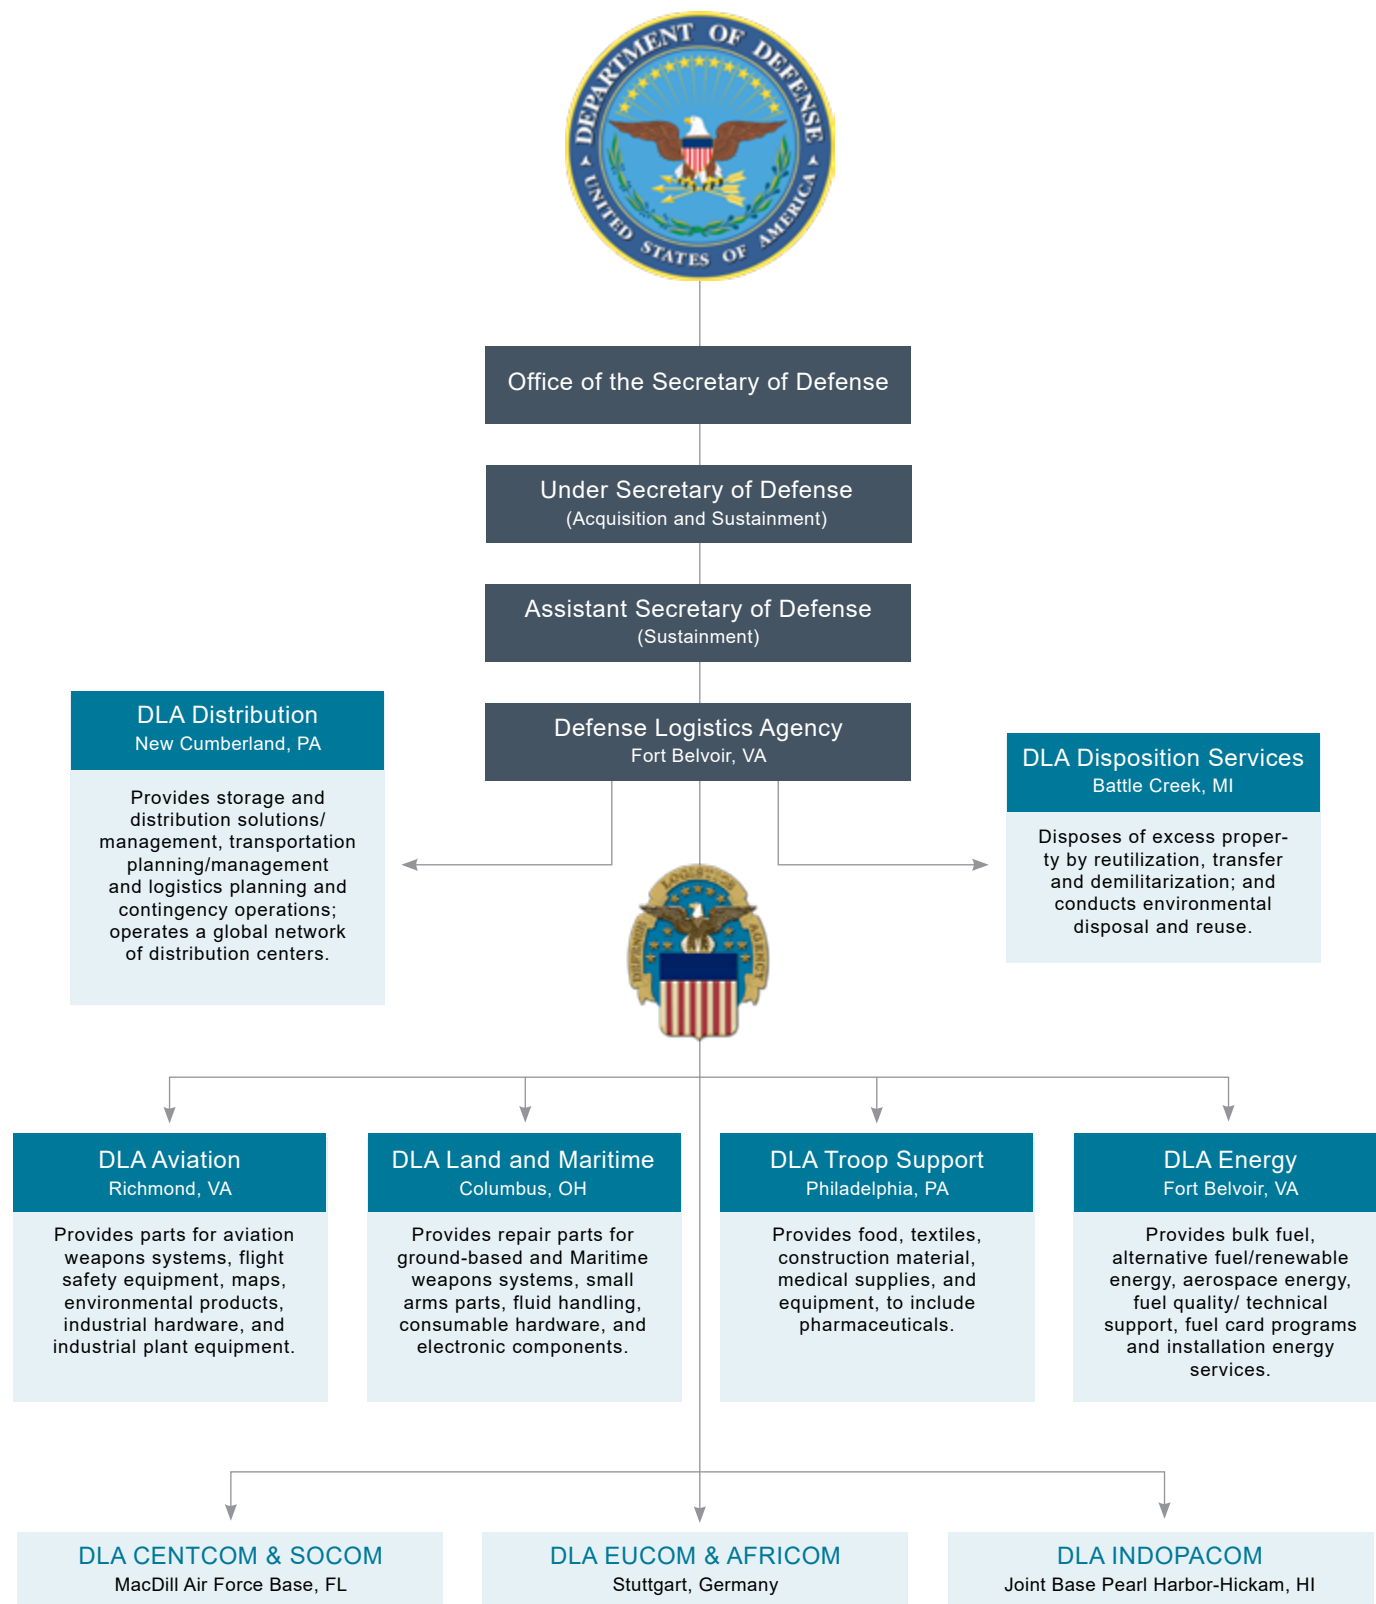 DEPARTMENT OF DEFENSE
UNITED STATES OF AMERICA
Office of the Secretary of Defense
Under Secretary of Defense
(Acquisition and Sustainment)
Assistant Secretary of Defense
(Sustainment)
Defense Logistics Agency
Fort Belvoir, VA
DLA Distribution
New Cumberland, PA
Provides storage and
distribution solutions/
management, transportation
planning/management
and logistics planning and
contingency operations;
operates a global network
of distribution centers.
DLA Disposition Services
Battle Creek, MI
Disposes of excess proper-
ty by reutilization, transfer
and demilitarization; and
conducts environmental
disposal and reuse.
DEFENSE LOGISTICS AGENCY
DLA Aviation
Richmond, VA
Provides parts for aviation
weapons systems, flight
safety equipment, maps,
environmental products,
industrial hardware, and
industrial plant equipment.
DLA Land and Maritime
Columbus, OH
Provides repair parts for
ground-based and Maritime
weapons systems, small
arms parts, fluid handling,
consumable hardware, and
electronic components.
DLA Troop Support
Philadelphia, PA
Provides food, textiles,
construction material,
medical supplies, and
equipment, to include
pharmaceuticals.
DLA Energy
Fort Belvoir, VA
Provides bulk fuel,
alternative fuel/renewable
energy, aerospace energy,
fuel quality/ technical
support, fuel card programs
and installation energy
services.
DLA CENTCOM & SOCOM
MacDill Air Force Base, FL
DLA EUCOM & AFRICOM
Stuttgart, Germany
DLA INDOPACOM
Joint Base Pearl Harbor-Hickam, HI